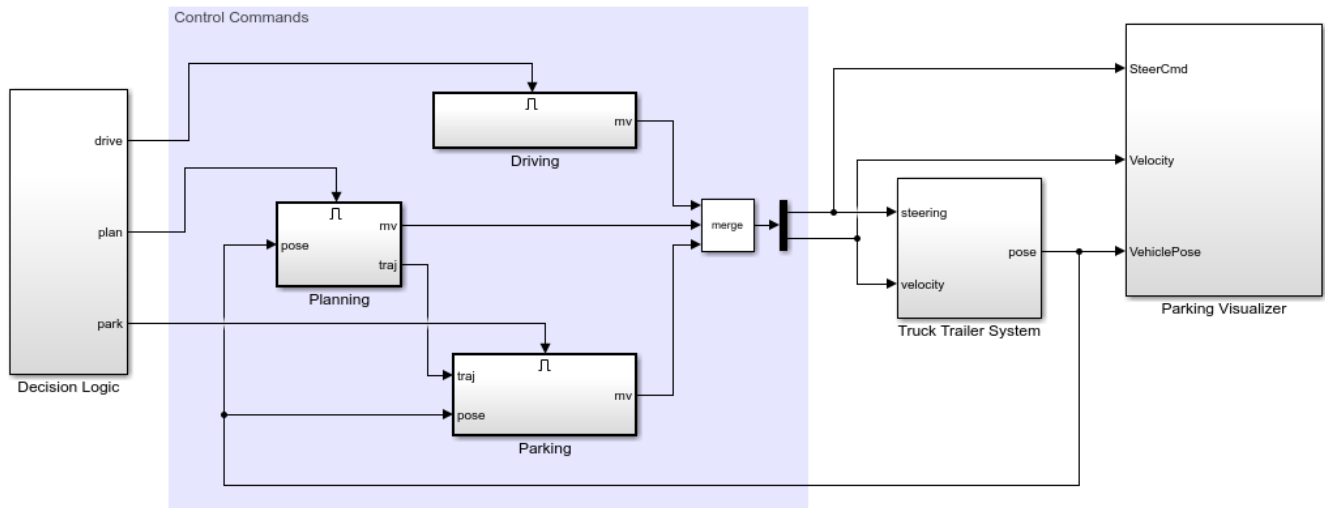 Control Commands
drive
plan
park
Decision Logic
mv
Driving
pose
mv
traj
Planning
traj
pose
mv
Parking
merge
steering
velocity
pose
Truck Trailer System
SteerCmd
Velocity
VehiclePose
Parking Visualizer